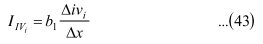 I_{IV_i} = b_1 \frac{\Delta iv_i}{\Delta x} ...(43)